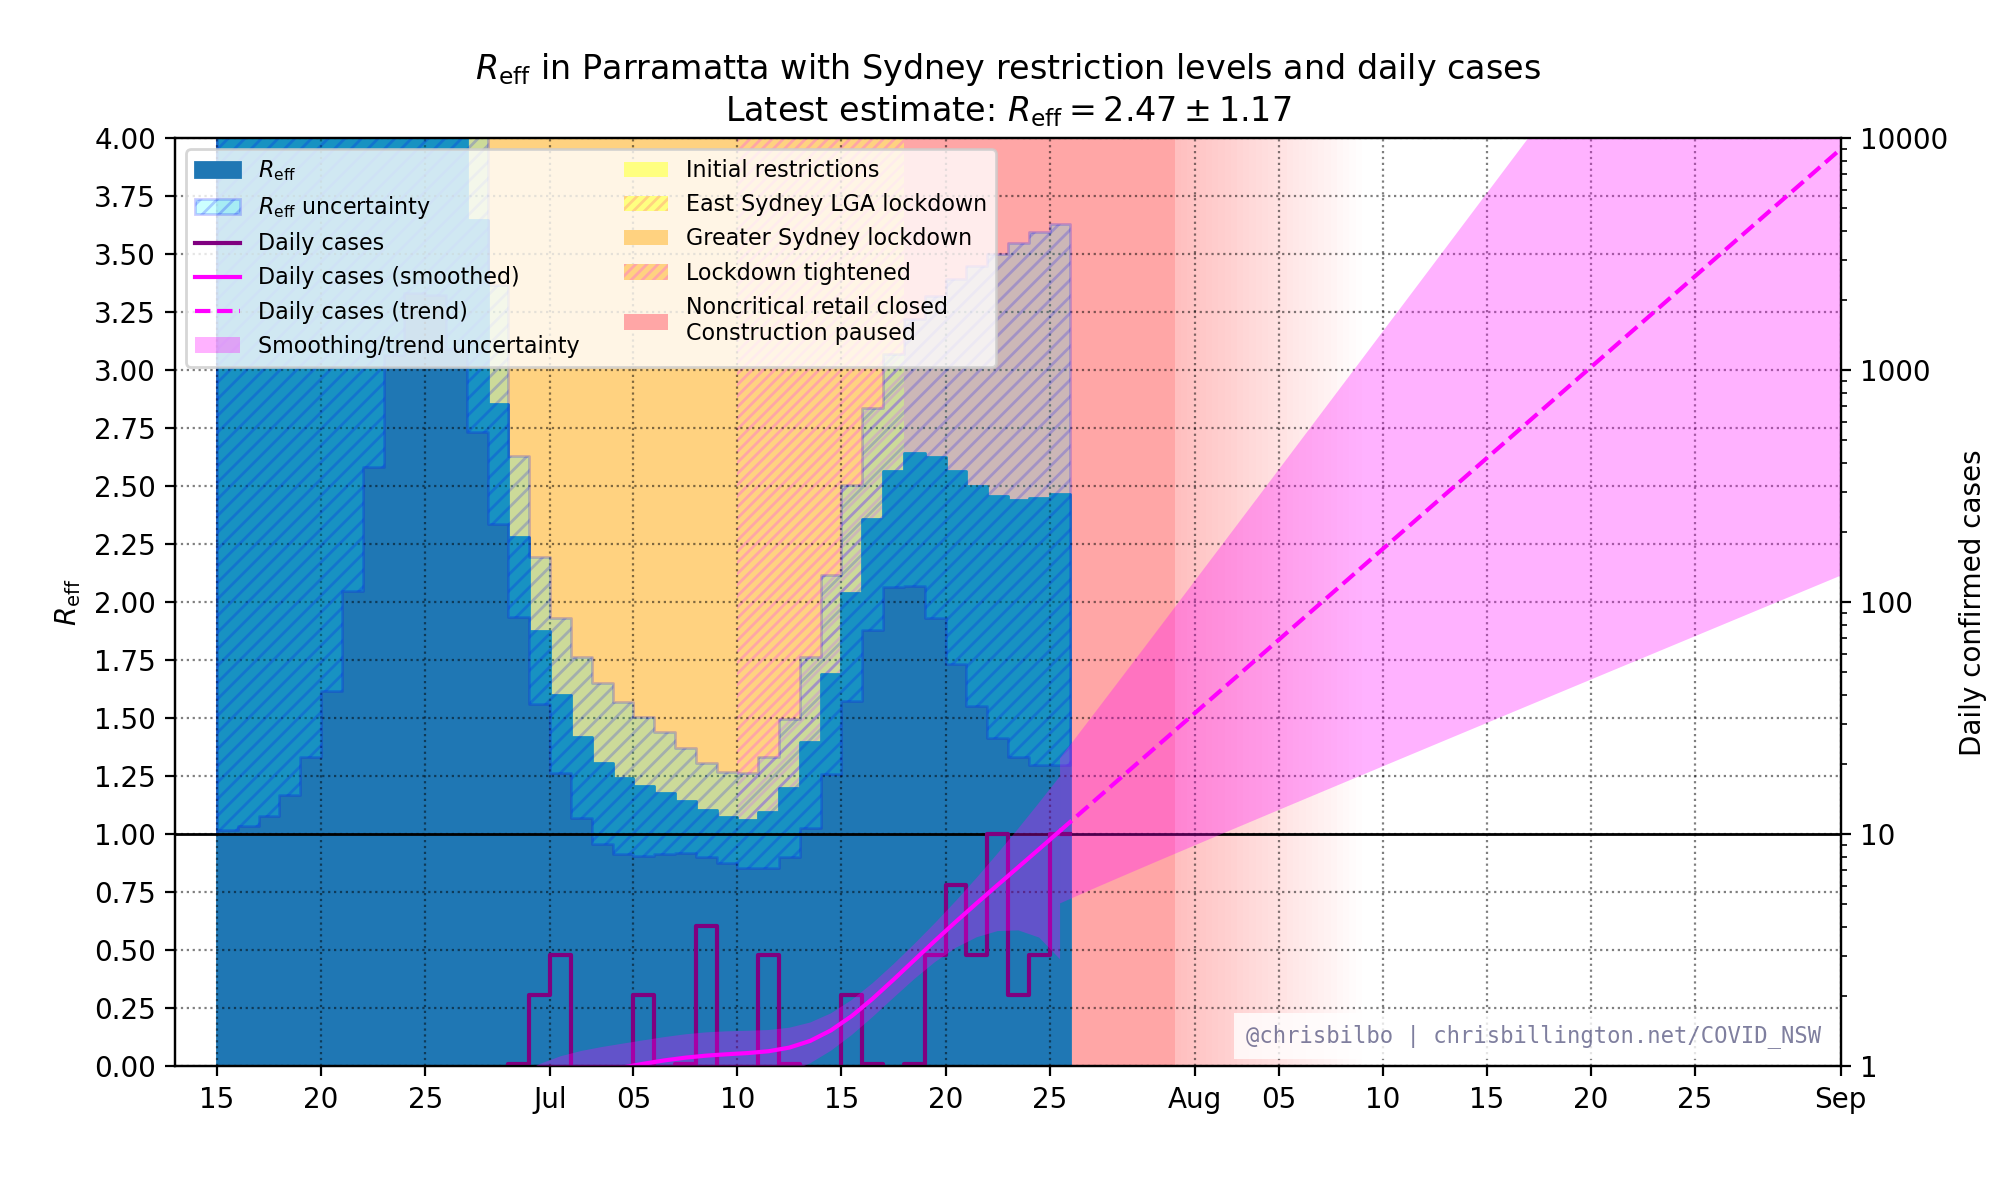 Reff in Parramatta with Sydney restriction levels and daily cases
Latest estimate: Reff = 2.47 ± 1.17
Reff
Reff uncertainty
Daily cases
Daily cases (smoothed)
Daily cases (trend)
Smoothing/trend uncertainty
Initial restrictions
East Sydney LGA lockdown
Greater Sydney lockdown
Lockdown tightened
Noncritical retail closed
Construction paused
4.00
3.75
3.50
3.25
3.00
2.75
2.50
2.25
2.00
1.75
1.50
1.25
1.00
0.75
0.50
0.25
0.00
Reff
10000
1000
100
10
1
Daily confirmed cases
@chrisbilbo | chrisbillington.net/COVID_NSW
15 20 25 Jul 05 10 15 20 25 Aug 05 10 15 20 25 Sep